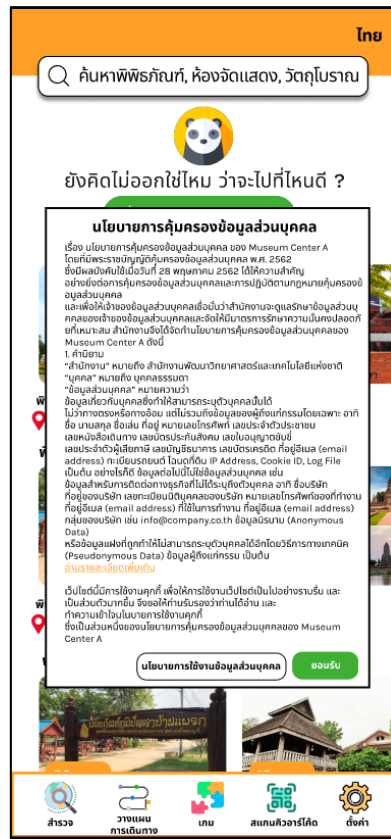 ไทย
ค้นหาพิพิธภัณฑ์, ห้องจัดแสดง, วัตถุโบราณ
ยังคิดไม่ออกใช่ไหม ว่าจะไปที่ไหนดี ?
นโยบายการคุ้มครองข้อมูลส่วนบุคคล
เรื่อง นโยบายการคุ้มครองข้อมูลส่วนบุคคล ของ Museum Center A
โดยที่มีพระราชบัญญัติคุ้มครองข้อมูลส่วนบุคคล พ.ศ. 2562
ซึ่งมีผลบังคับใช้เมื่อวันที่ 28 พฤษภาคม 2562 ได้ให้ความสำคัญ
อย่างยิ่งต่อการคุ้มครองข้อมูลส่วนบุคคลและการปฏิบัติตามกฎหมายคุ้มครองข้
อมูลส่วนบุคคล
และเพื่อให้เจ้าของข้อมูลส่วนบุคคลเชื่อมั่นว่าสำนักงานจะดูแลรักษาข้อมูลส่วนบุ
คคลของเจ้าของข้อมูลส่วนบุคคลและจัดให้มีมาตรการรักษาความมั่นคงปลอดภั
ยที่เหมาะสม สำนักงานจึงได้จัดทำนโยบายการคุ้มครองข้อมูลส่วนบุคคลของ
Museum Center A ดังนี้
1. คำนิยาม
"สำนักงาน" หมายถึง สำนักงานพัฒนาวิทยาศาสตร์และเทคโนโลยีแห่งชาติ
"บุคคล" หมายถึง บุคคลธรรมดา
"ข้อมูลส่วนบุคคล" หมายความว่า
ข้อมูลเกี่ยวกับบุคคลซึ่งทำให้สามารถระบุตัวบุคคลนั้นได้
ไม่ว่าทางตรงหรือทางอ้อม แต่ไม่รวมถึงข้อมูลของผู้ถึงแก่กรรมโดยเฉพาะ อาทิ
ชื่อ นามสกุล ชื่อเล่น ที่อยู่ หมายเลขโทรศัพท์ เลขประจำตัวประชาชน
เลขหนังสือเดินทาง เลขบัตรประกันสังคม เลขใบอนุญาตขับขี่
เลขประจำตัวผู้เสียภาษี เลขบัญชีธนาคาร เลขบัตรเครดิต ที่อยู่อีเมล (email
address) ทะเบียนรถยนต์ โฉนดที่ดิน IP Address, Cookie ID, Log File
เป็นต้น อย่างไรก็ดี ข้อมูลต่อไปนี้ไม่ใช่ข้อมูลส่วนบุคคล เช่น
ข้อมูลสำหรับการติดต่อทางธุรกิจที่ไม่ได้ระบุถึงตัวบุคคล อาทิ ชื่อบริษัท
ที่อยู่ของบริษัท เลขทะเบียนนิติบุคคลของบริษัท หมายเลขโทรศัพท์ของที่ทำงาน
ที่อยู่อีเมล (email address) ที่ใช้ในการทำงาน ที่อยู่อีเมล (email address)
กลุ่มของบริษัท เช่น info@company.co.th ข้อมูลนิรนาม (Anonymous
Data)
หรือข้อมูลแฝงที่ถูกทำให้ไม่สามารถระบุตัวบุคคลได้อีกโดยวิธีการทางเทคนิค
(Pseudonymous Data) ข้อมูลผู้ถึงแก่กรรม เป็นต้น
อ่านรายละเอียดเพิ่มเติม
เว็บไซต์นี้มีการใช้งานคุกกี้ เพื่อให้การใช้งานเว็บไซต์เป็นไปอย่างราบรื่น และ
เป็นส่วนตัวมากขึ้น จึงขอให้ท่านรับรองว่าท่านได้อ่าน และ
ทำความเข้าใจในนโยบายการใช้งานคุกกี้
ซึ่งเป็นส่วนหนึ่งของนโยบายการคุ้มครองข้อมูลส่วนบุคคลของ Museum
Center A
นโยบายการใช้งานข้อมูลส่วนบุคคล
ยอมรับ
สำรวจ
วางแผน
การเดินทาง
เกม
สแกนคิวอาร์โค้ด
ตั้งค่า